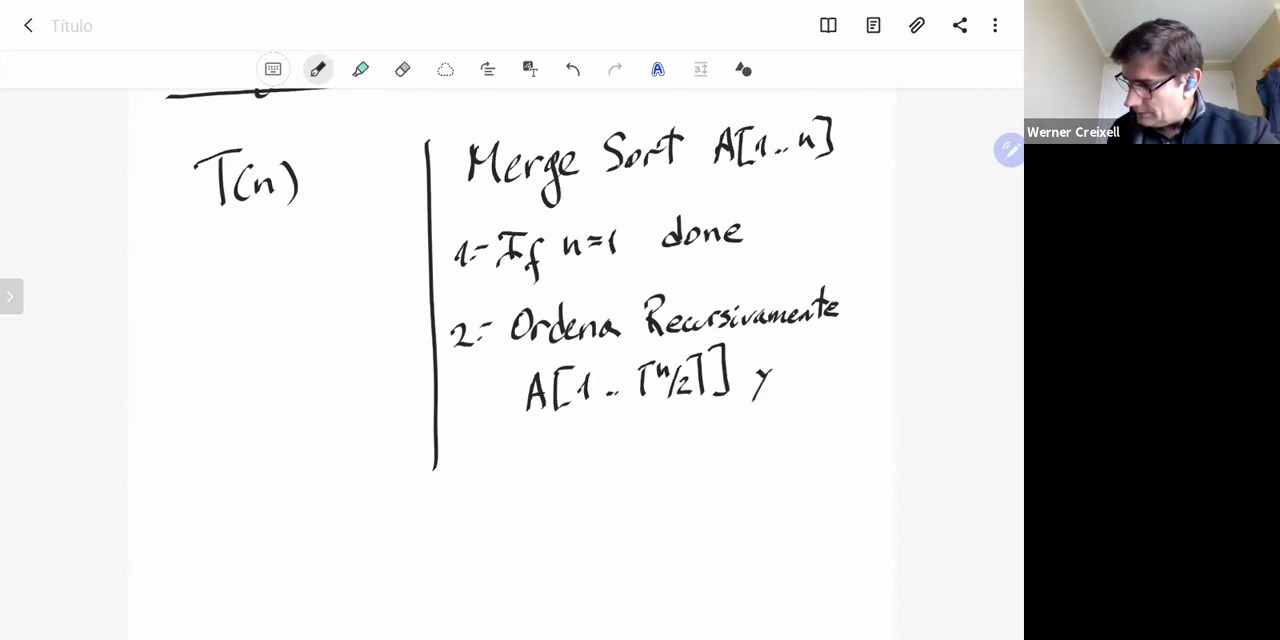 Título
Werner Creixell
T(n)
Merge Sort A[1..n]
1.- If n=1 done
2.- Ordena Recursivamente
A[1..⌈n/2⌉] y